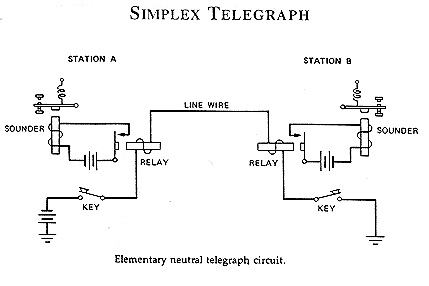 SIMPLEX TELEGRAPH
STATION A
STATION B
LINE WIRE
SOUNDER
SOUNDER
RELAY
RELAY
KEY
KEY
Elementary neutral telegraph circuit.